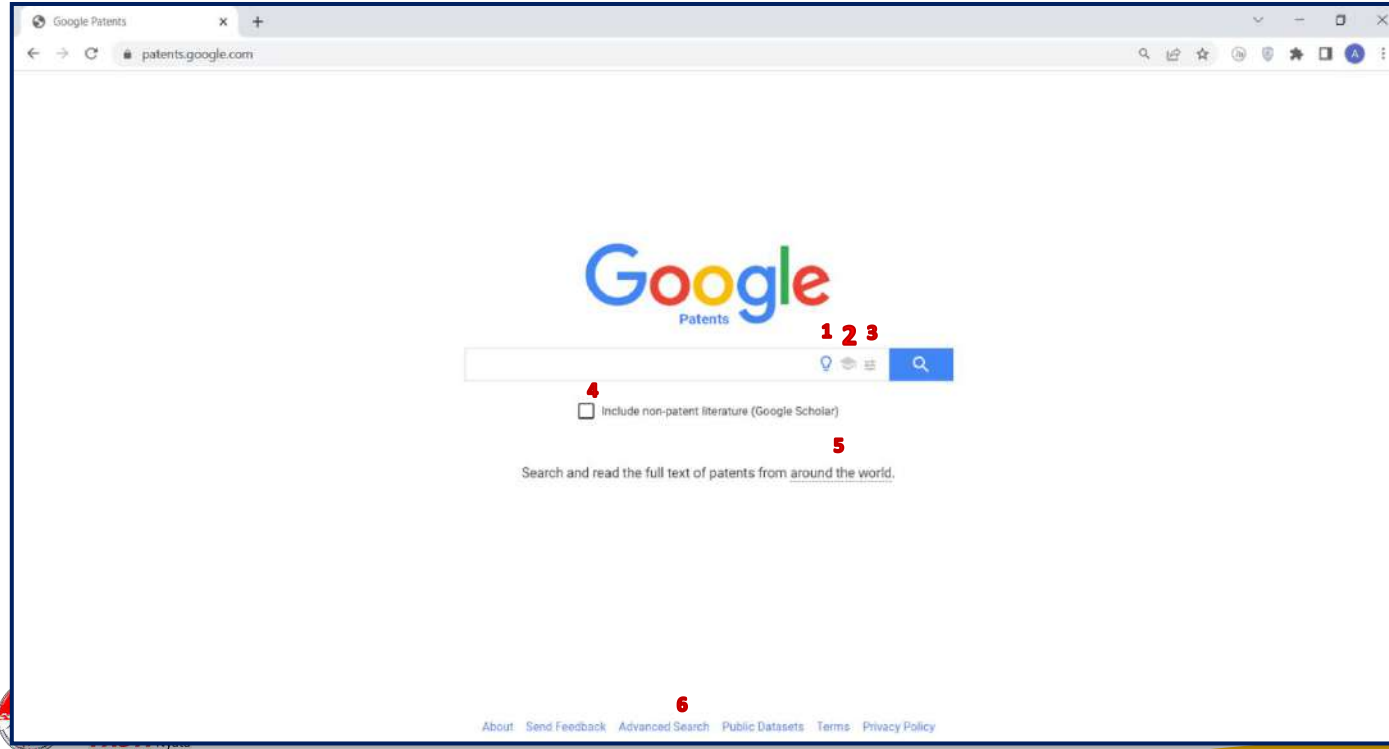 Google Patents
patents.google.com
A
Google
Patents
1 2 3
4
Include non-patent literature (Google Scholar)
5
Search and read the full text of patents from around the world.
6
About Send Feedback Advanced Search Public Datasets Terms Privacy Policy